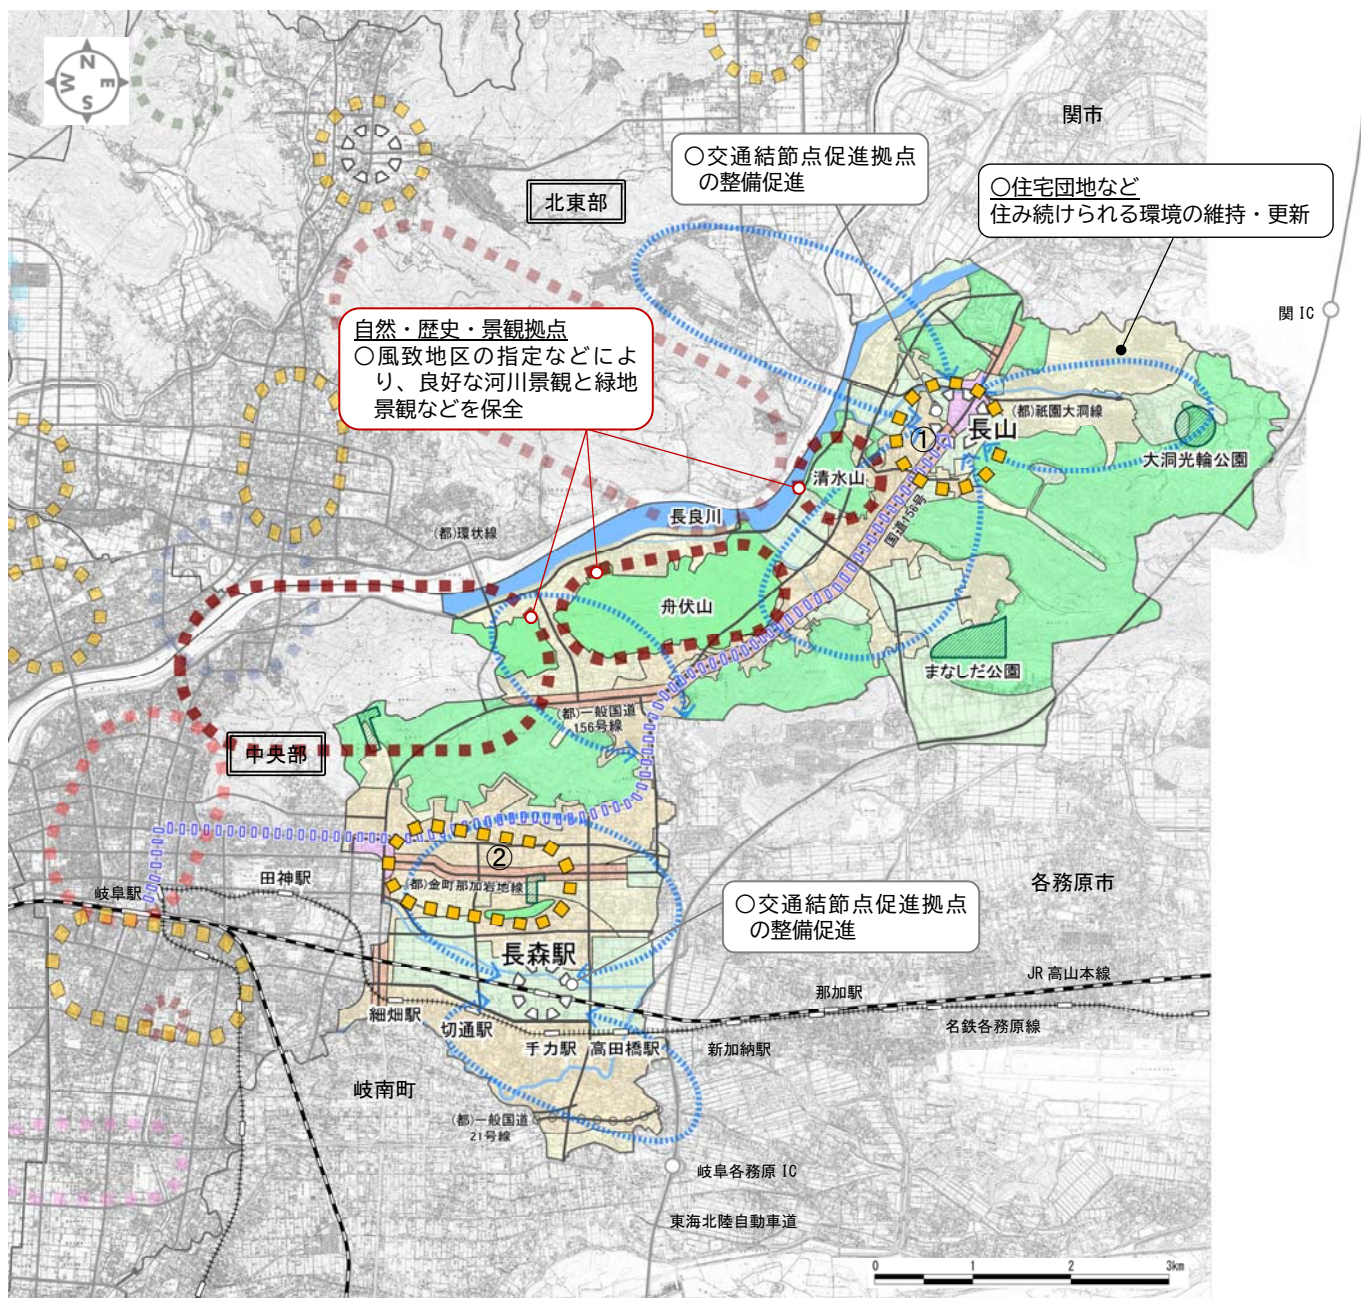 N
W
E
S
関市
○交通結節点促進拠点
の整備促進
○住宅団地など
住み続けられる環境の維持・更新
北東部
関 IC
自然・歴史・景観拠点
○風致地区の指定などによ
り、良好な河川景観と緑地
景観などを保全
(都)祇園大洞線
①
長山
大洞光輪公園
清水山
長良川
国道156号
(都)環状線
舟伏山
まなしだ公園
(都)一般国道
156号線
中央部
②
田神駅
岐阜駅
(都)金町那加岩地線
各務原市
○交通結節点促進拠点
の整備促進
長森駅
JR 高山本線
那加駅
細畑駅
切通駅
名鉄各務原線
手力駅
高田橋駅
新加納駅
岐南町
(都)一般国道
21号線
岐阜各務原 IC
東海北陸自動車道
0
1
2
3km